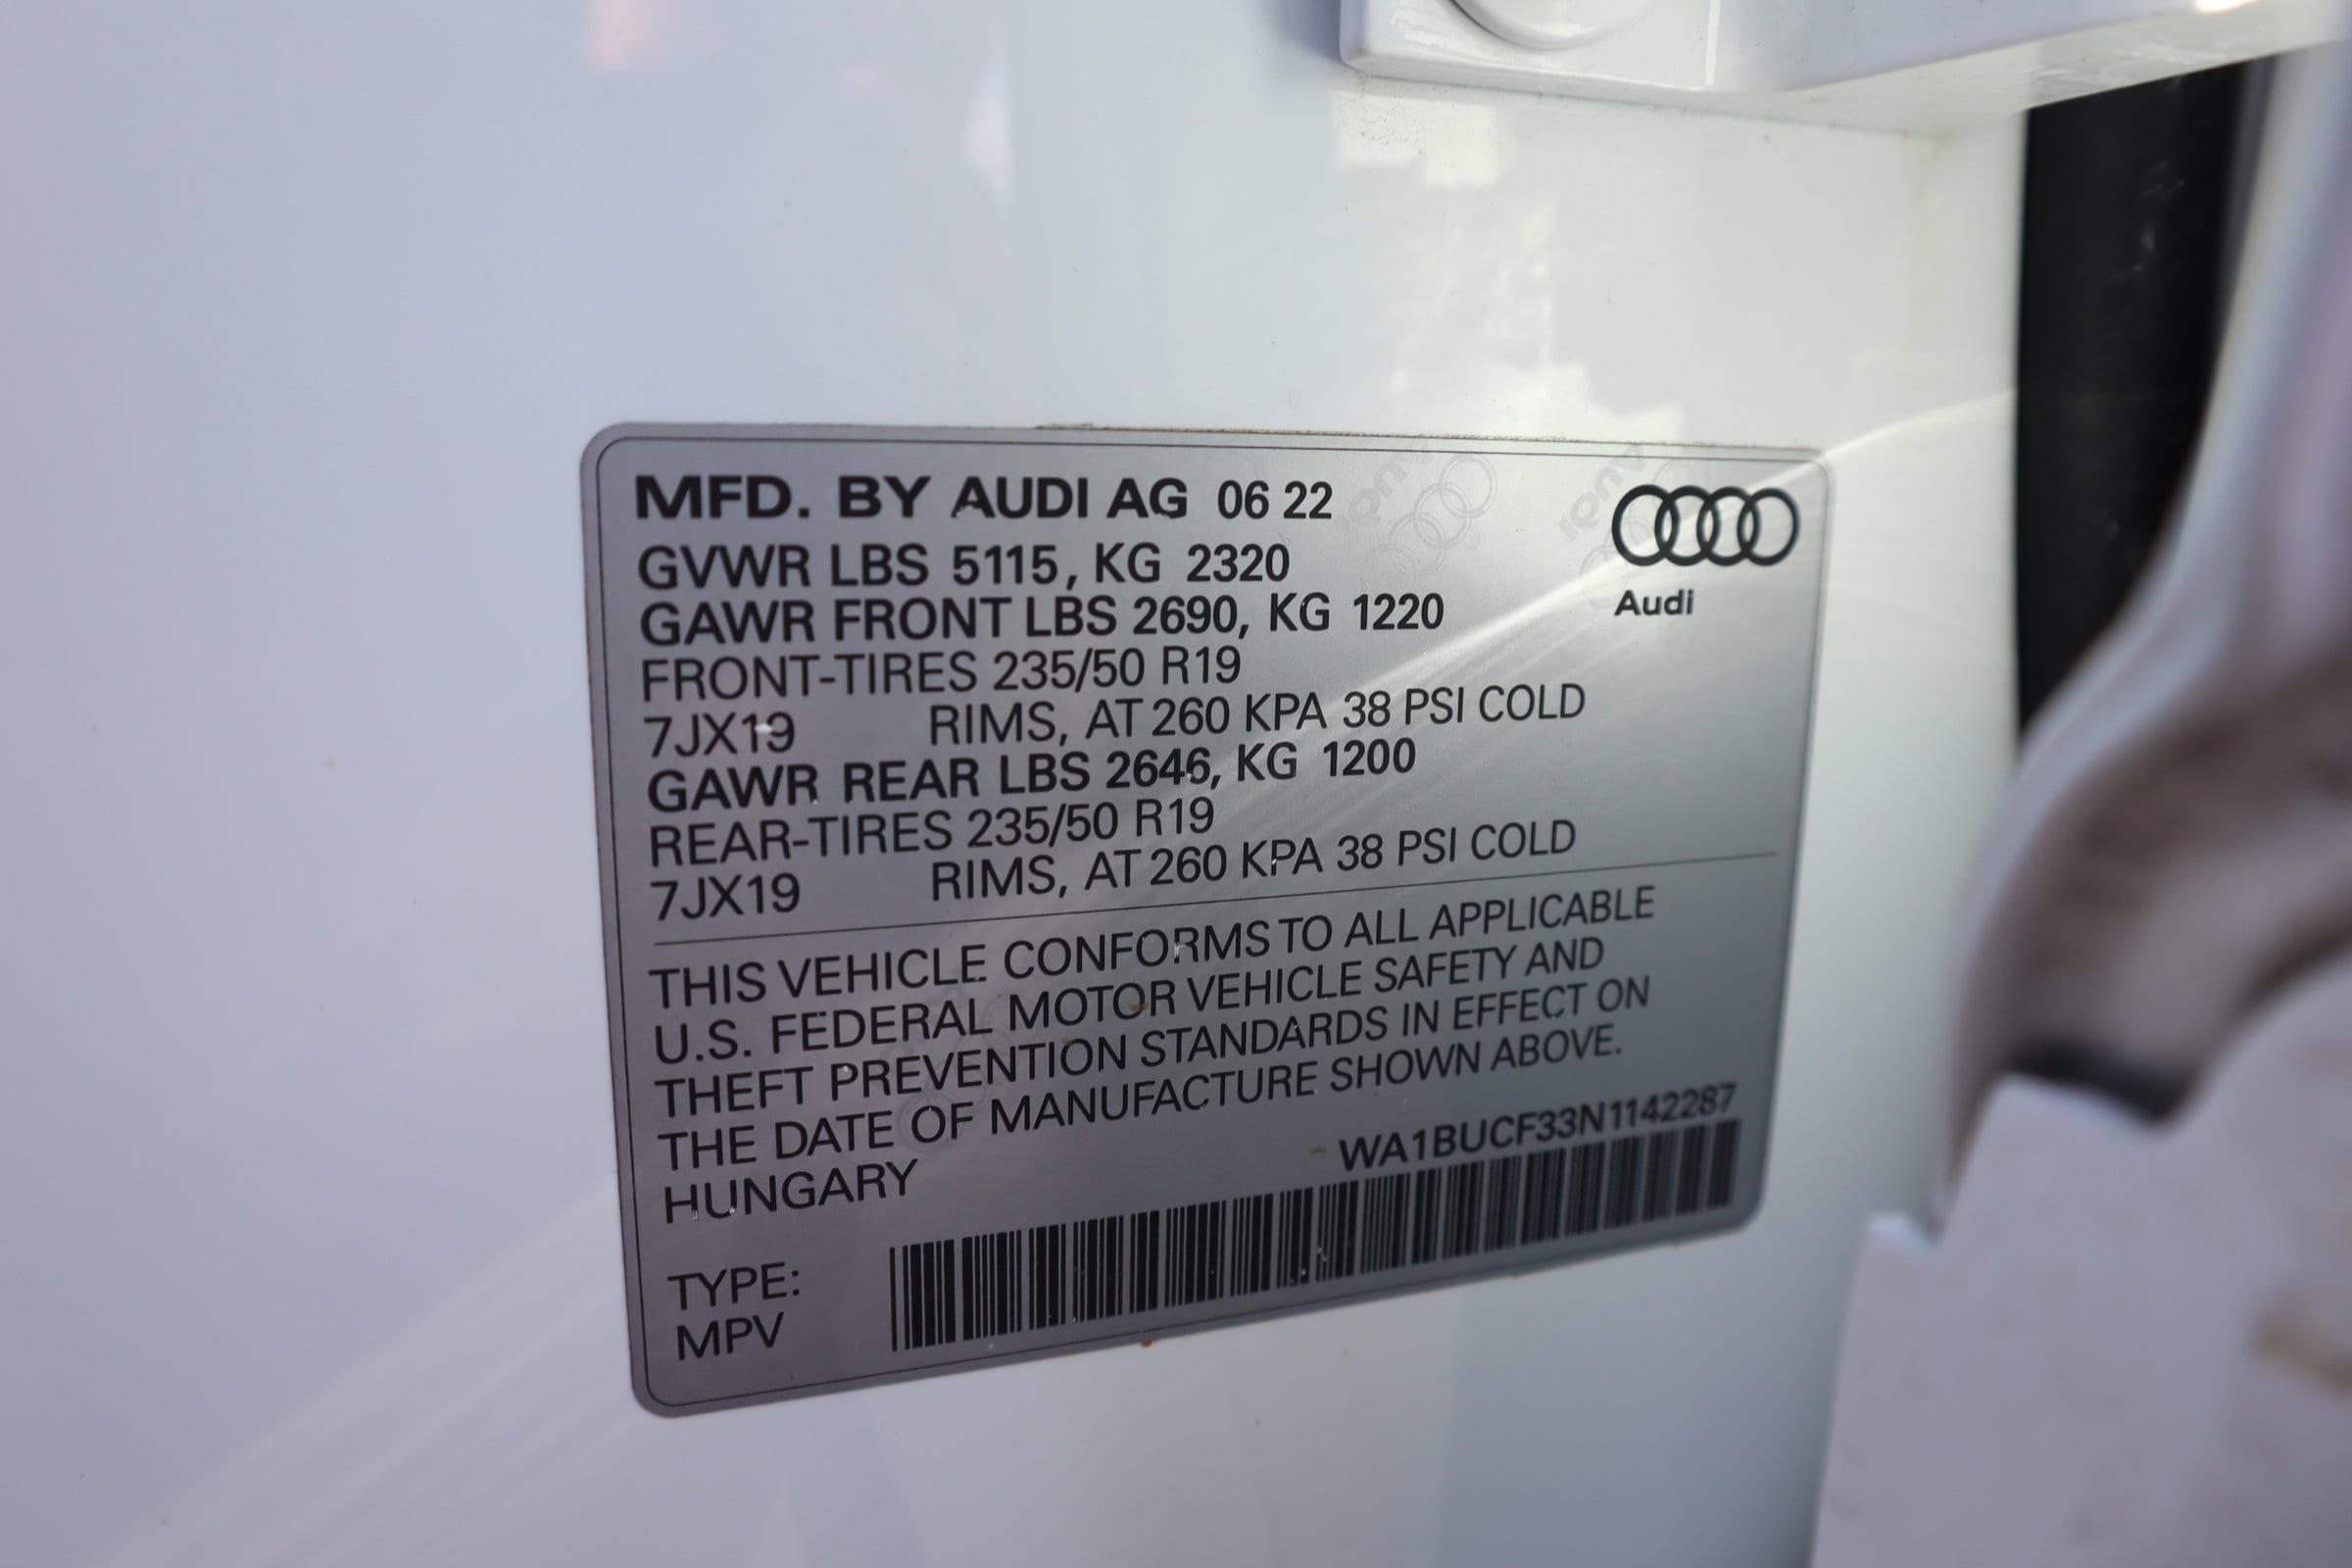 MFD. BY AUDI AG 06 22
GVWR LBS 5115, KG 2320
GAWR FRONT LBS 2690, KG 1220
FRONT-TIRES 235/50 R19
7JX19 RIMS, AT 260 KPA 38 PSI COLD
GAWR REAR LBS 2646, KG 1200
REAR-TIRES 235/50 R19
7JX19 RIMS, AT 260 KPA 38 PSI COLD
Audi
THIS VEHICLE CONFORMS TO ALL APPLICABLE
U.S. FEDERAL MOTOR VEHICLE SAFETY AND
THEFT PREVENTION STANDARDS IN EFFECT ON
THE DATE OF MANUFACTURE SHOWN ABOVE.
HUNGARY
WA1BUCF33N1142287
TYPE:
MPV